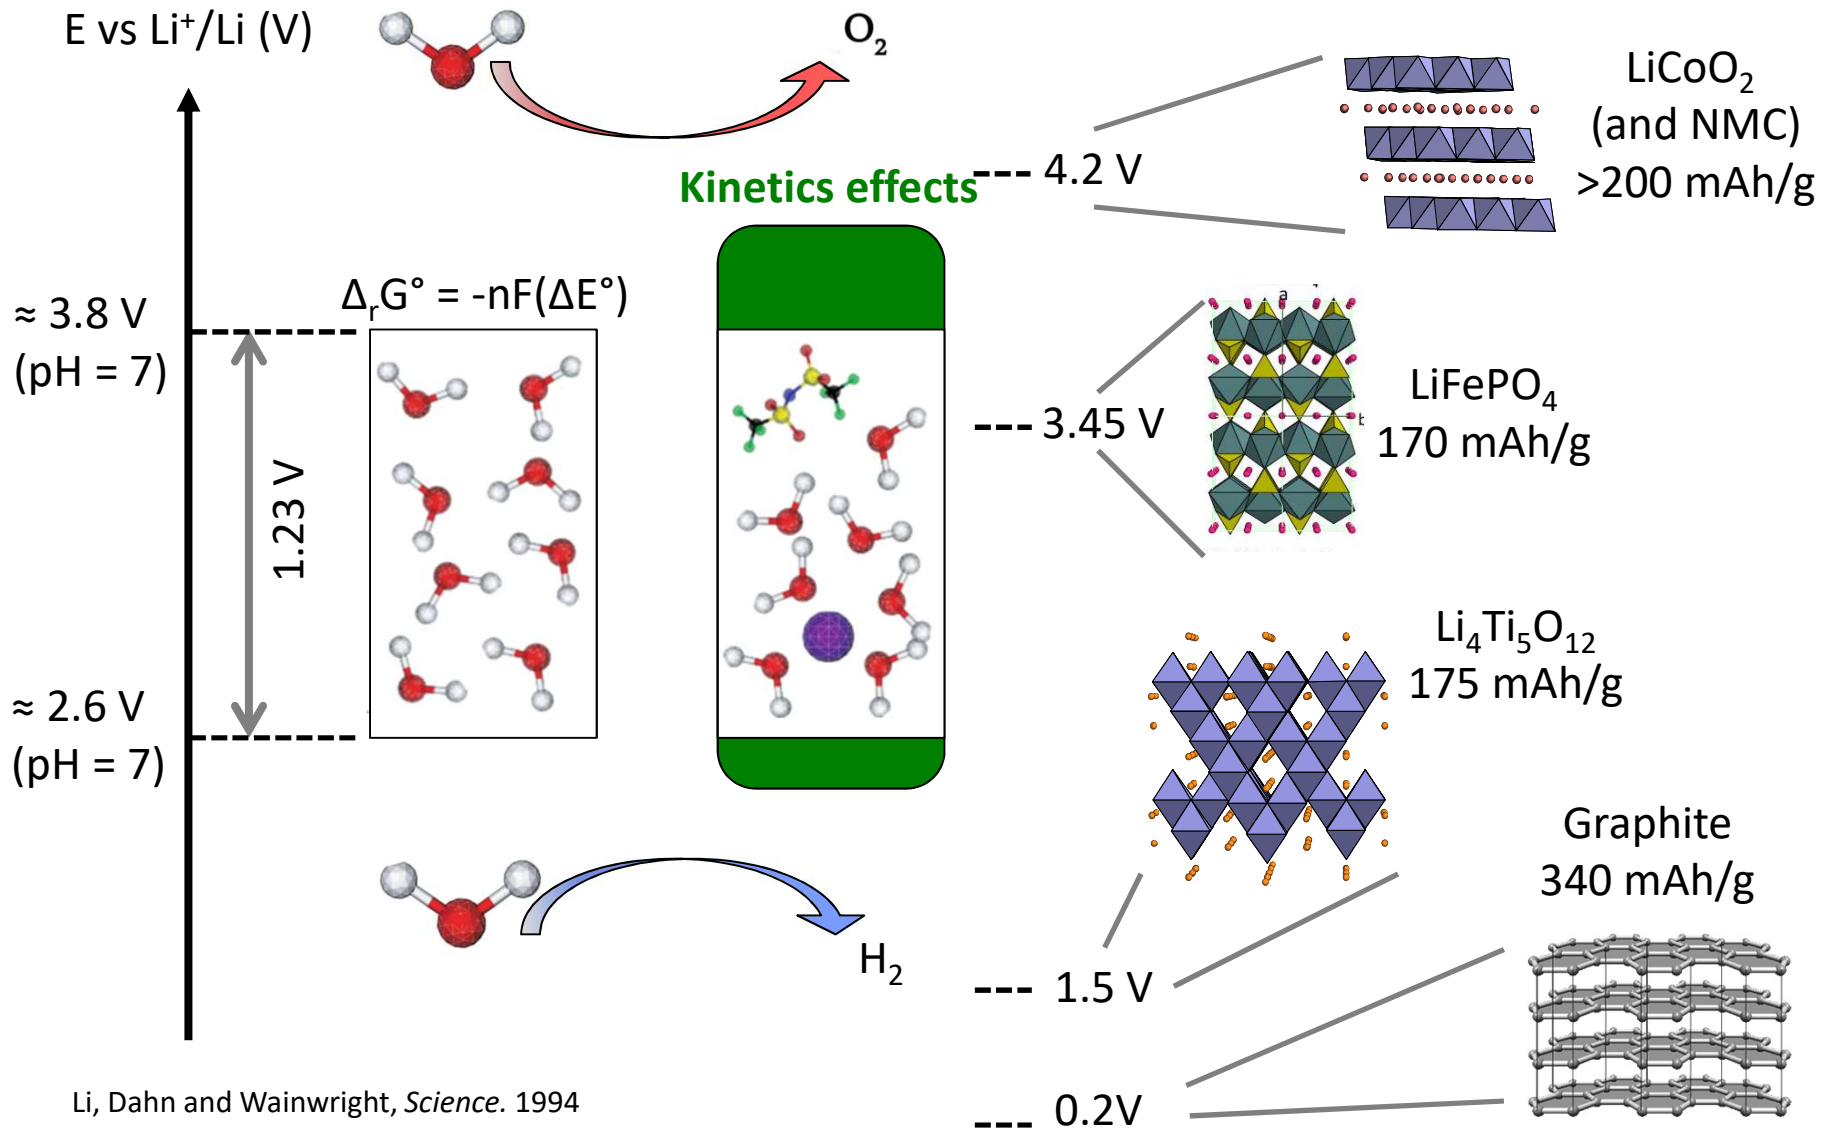 E vs Li⁺/Li (V)
O₂
LiCoO₂
(and NMC)
>200 mAh/g
Kinetics effects
4.2 V
≈ 3.8 V
(pH = 7)
ΔᵣG° = -nF(ΔE°)
1.23 V
a
b
3.45 V
LiFePO₄
170 mAh/g
Li₄Ti₅O₁₂
175 mAh/g
≈ 2.6 V
(pH = 7)
Graphite
340 mAh/g
H₂
1.5 V
0.2V
Li, Dahn and Wainwright, Science. 1994